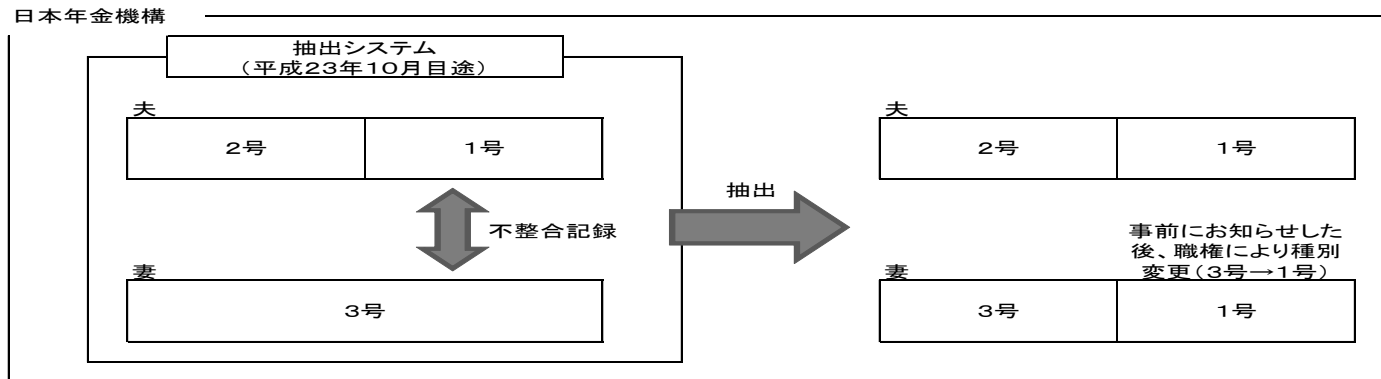 日本年金機構
抽出システム
（平成23年10月目途）
夫
2号
1号
不整合記録
妻
3号
抽出
夫
2号
1号
事前にお知らせした
後、職権により種別
変更（3号→1号）
妻
3号
1号